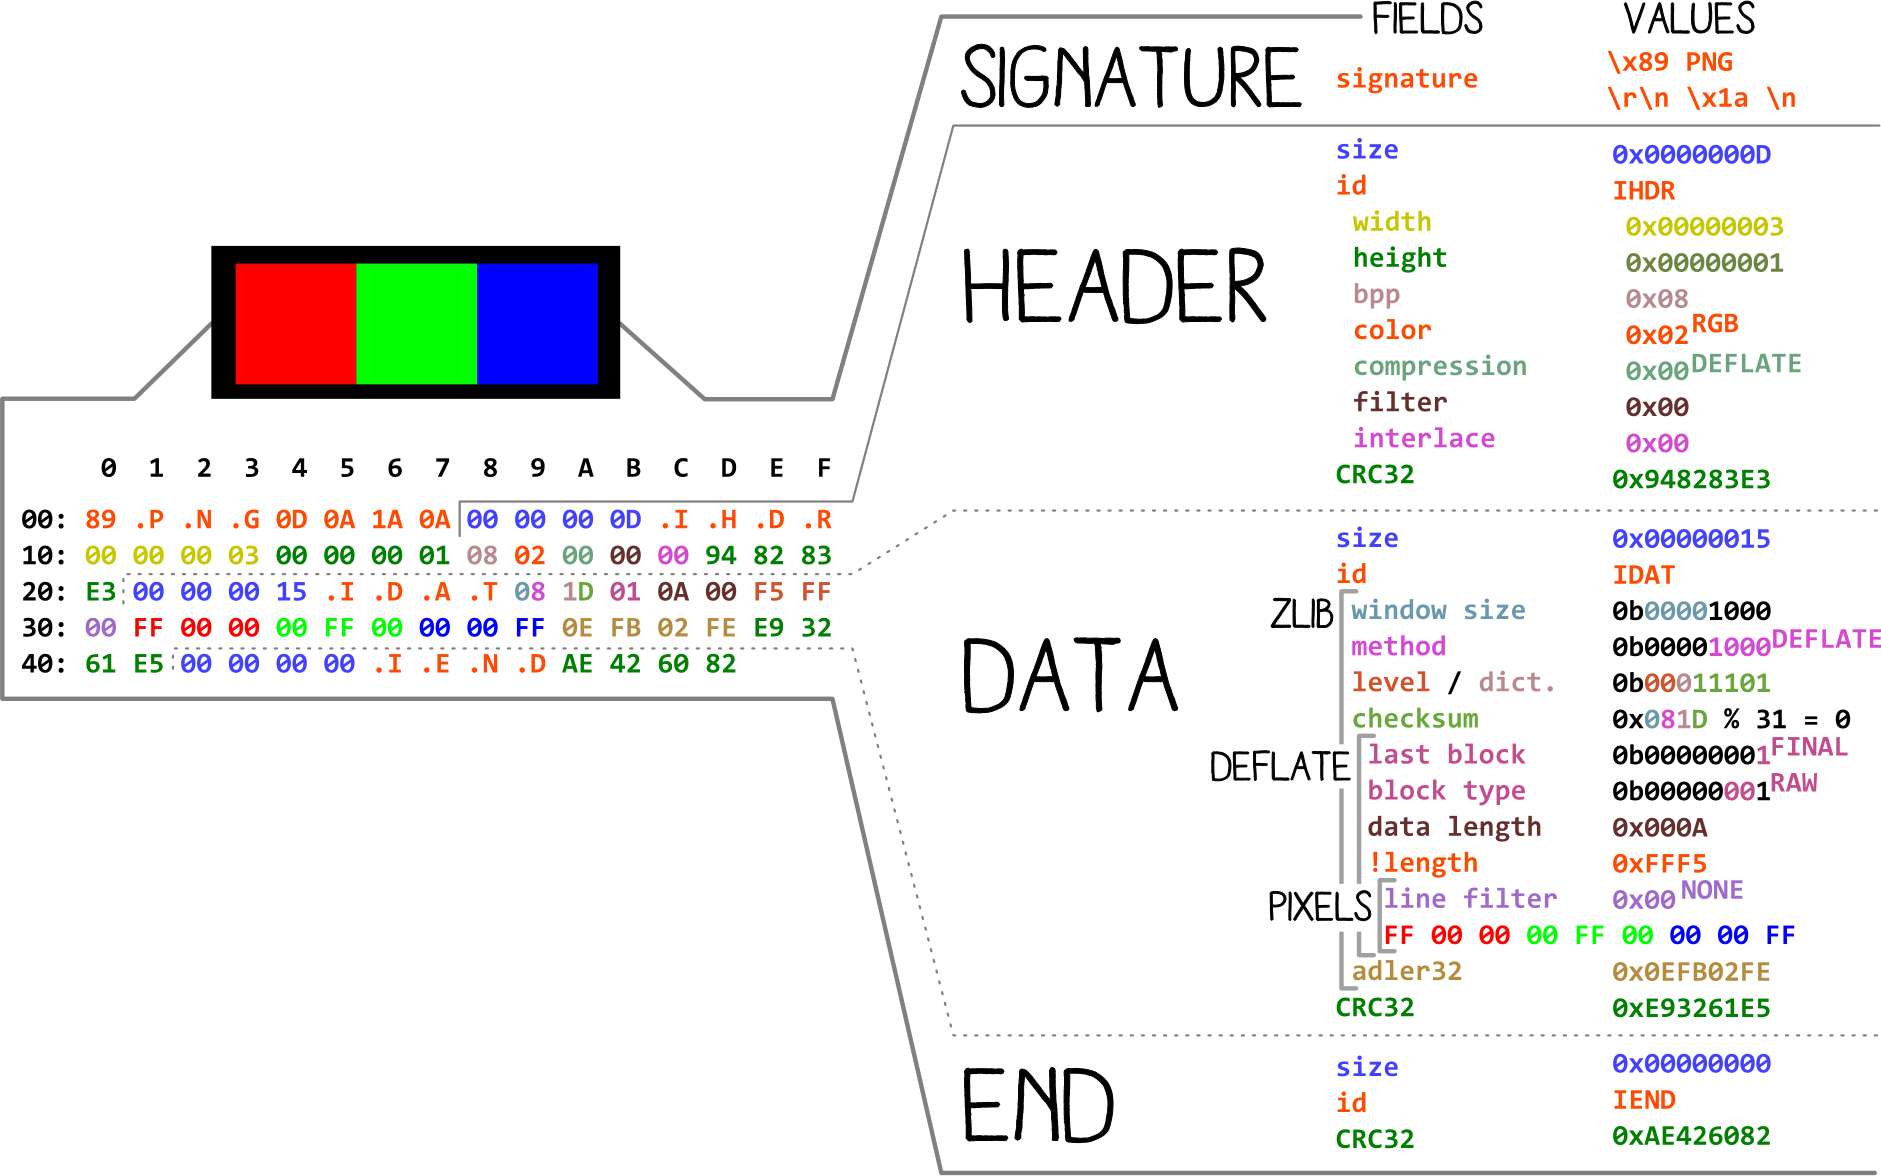 FIELDS VALUES
SIGNATURE
signature \x89 PNG
\r\n \x1a \n
HEADER
size 0x0000000D
id IHDR
width 0x00000003
height 0x00000001
bpp 0x08
color 0x02 RGB
compression 0x00 DEFLATE
filter 0x00
interlace 0x00
CRC32 0x948283E3
0 1 2 3 4 5 6 7 8 9 A B C D E F
00: 89 .P .N .G 0D 0A 1A 0A 00 00 00 0D .I .H .D .R
10: 00 00 00 03 00 00 00 01 08 02 00 00 00 94 82 83
20: E3 00 00 00 15 .I .D .A .T 08 1D 01 0A 00 F5 FF
30: 00 FF 00 00 00 FF 00 00 00 FF 0E FB 02 FE E9 32
40: 61 E5 00 00 00 00 .I .E .N .D AE 42 60 82
DATA
size 0x00000015
id IDAT
ZLIB
window size 0b00001000
method 0b00001000 DEFLATE
level / dict. 0b00011101
checksum 0x081D % 31 = 0
DEFLATE
last block 0b00000001 FINAL
block type 0b00000001 RAW
data length 0x000A
!length 0xFFF5
PIXELS
line filter 0x00 NONE
FF 00 00 00 FF 00 00 00 FF
adler32 0x0EFB02FE
CRC32 0xE93261E5
END
size 0x00000000
id IEND
CRC32 0xAE426082